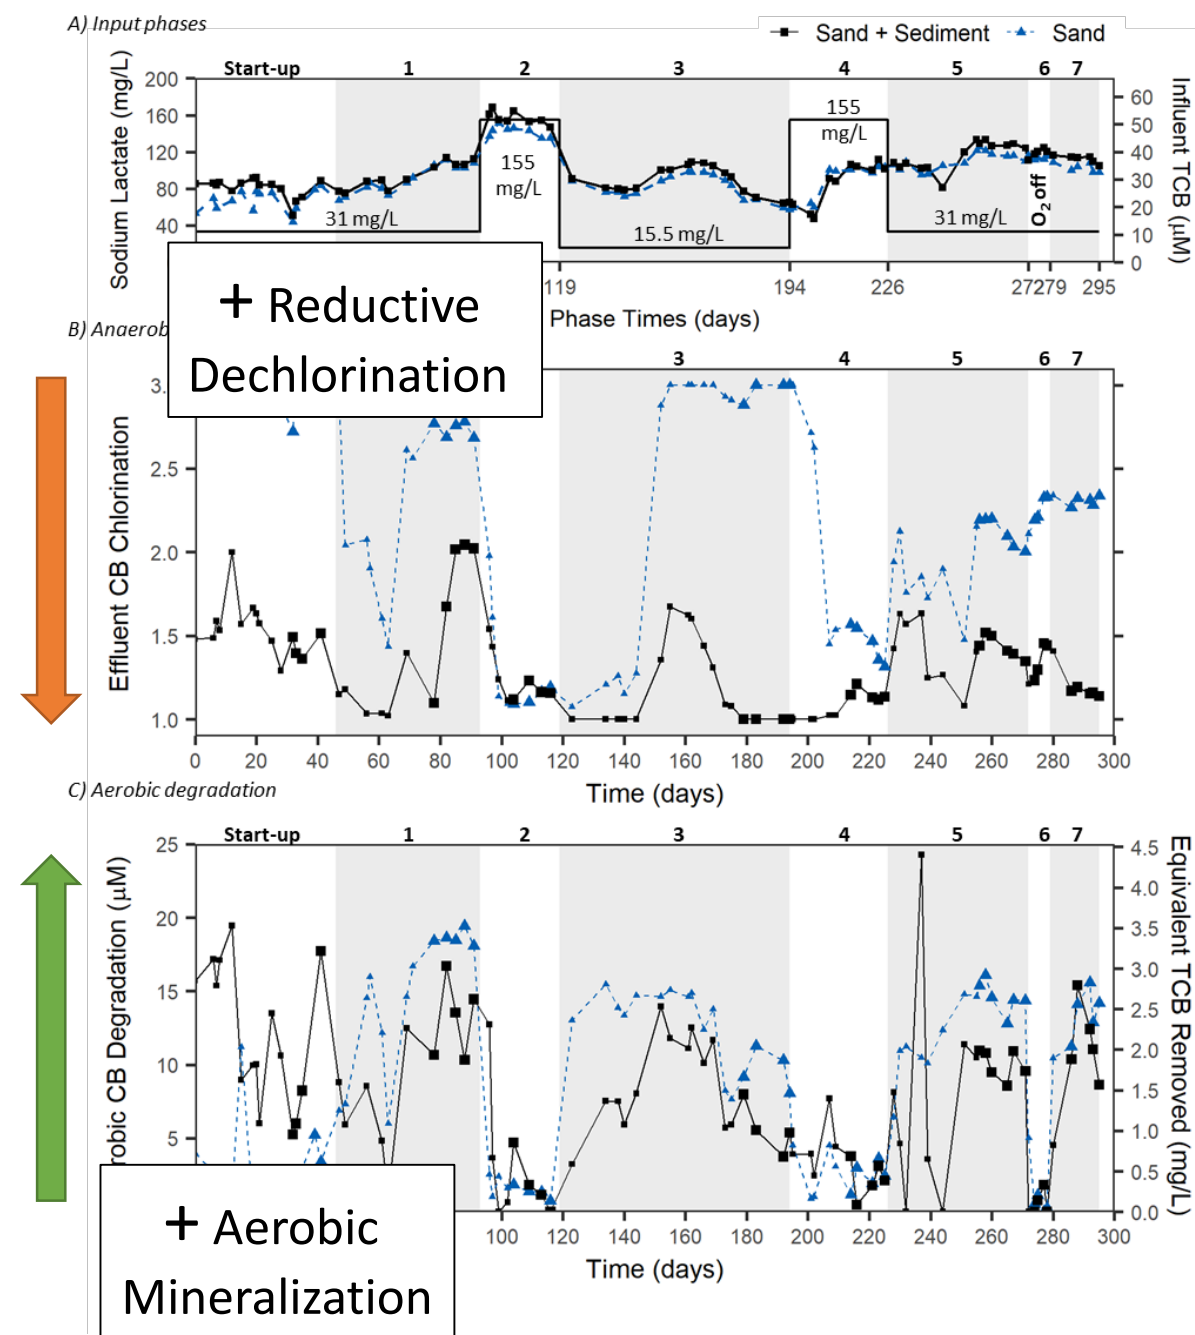 A) Input phases
Sand + Sediment Sand
Start-up 1 2 3 4 5 6 7
Sodium Lactate (mg/L)
200
160
120
80
40
Influent TCB (μM)
60
50
40
30
20
10
0
31 mg/L
155
mg/L
15.5 mg/L
155
mg/L
31 mg/L
O2 off
119 194 226 27279 295
Phase Times (days)
+ Reductive
Dechlorination
B) Anaerob
3 4 5 6 7
Effluent CB Chlorination
3.
2.5
2.0
1.5
1.0
0 20 40 60 80 100 120 140 160 180 200 220 240 260 280 300
Time (days)
C) Aerobic degradation
Start-up 1 2 3 4 5 6 7
robic CB Degradation (μM)
25
20
15
10
5
Equivalent TCB Removed (mg/L)
4.5
4.0
3.5
3.0
2.5
2.0
1.5
1.0
0.5
0.0
100 120 140 160 180 200 220 240 260 280 300
Time (days)
+ Aerobic
Mineralization